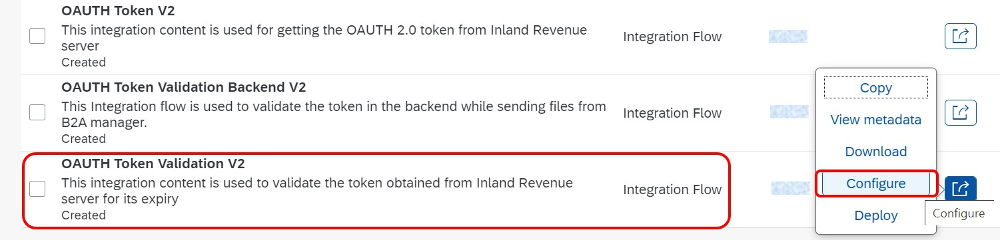 OAUTH Token V2
This integration content is used for getting the OAUTH 2.0 token from Inland Revenue
server
Integration Flow
Created
OAUTH Token Validation Backend V2
This Integration flow is used to validate the token in the backend while sending files from
B2A manager.
Integration Flow
Created
OAUTH Token Validation V2
This integration content is used to validate the token obtained from Inland Revenue
server for its expiry
Integration Flow
Created
Copy
View metadata
Download
Configure
Deploy
Configure